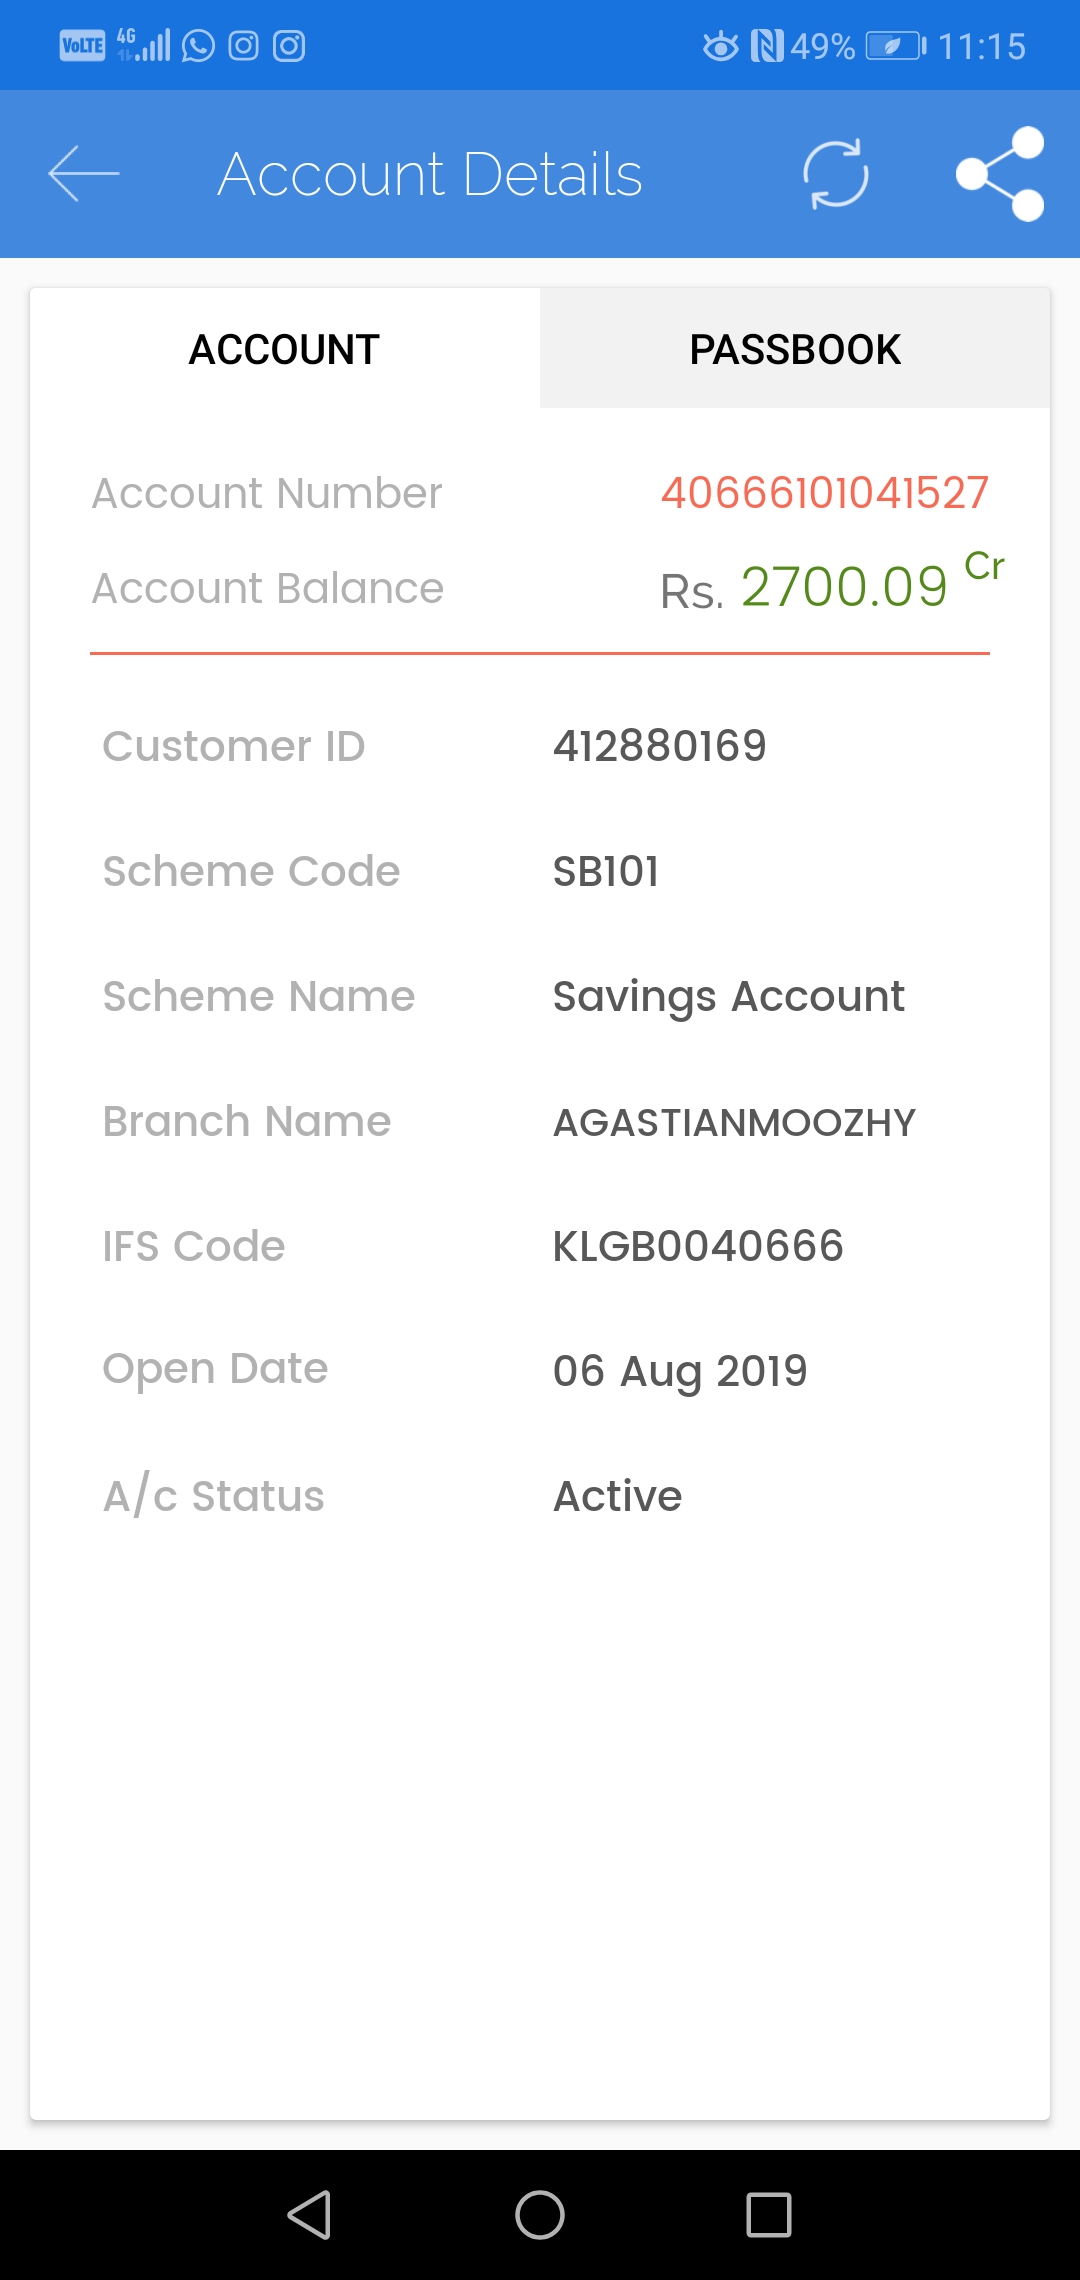 VoLTE 4G 49% 11:15
Account Details
ACCOUNT PASSBOOK
Account Number 40666101041527
Account Balance Rs. 2700.09 Cr
Customer ID 412880169
Scheme Code SB101
Scheme Name Savings Account
Branch Name AGASTIANMOOZHY
IFS Code KLGB0040666
Open Date 06 Aug 2019
A/c Status Active